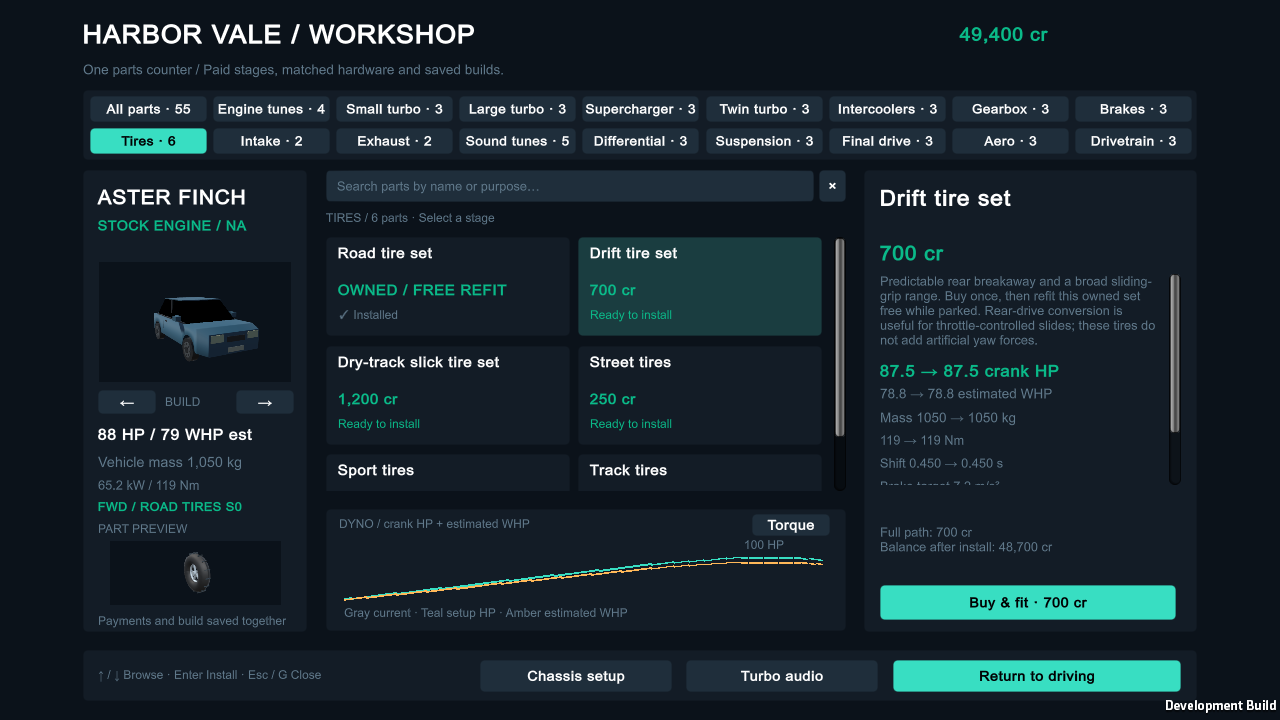 HARBOR VALE / WORKSHOP
49,400 cr
One parts counter / Paid stages, matched hardware and saved builds.
All parts · 55
Engine tunes · 4
Small turbo · 3
Large turbo · 3
Supercharger · 3
Twin turbo · 3
Intercoolers · 3
Gearbox · 3
Brakes · 3
Tires · 6
Intake · 2
Exhaust · 2
Sound tunes · 5
Differential · 3
Suspension · 3
Final drive · 3
Aero · 3
Drivetrain · 3
ASTER FINCH
STOCK ENGINE / NA
← BUILD →
88 HP / 79 WHP est
Vehicle mass 1,050 kg
65.2 kW / 119 Nm
FWD / ROAD TIRES S0
PART PREVIEW
Payments and build saved together
Search parts by name or purpose…
×
TIRES / 6 parts · Select a stage
Road tire set
OWNED / FREE REFIT
✓ Installed
Drift tire set
700 cr
Ready to install
Dry-track slick tire set
1,200 cr
Ready to install
Street tires
250 cr
Ready to install
Sport tires
Track tires
DYNO / crank HP + estimated WHP
Torque
100 HP
Gray current · Teal setup HP · Amber estimated WHP
Drift tire set
700 cr
Predictable rear breakaway and a broad sliding-
grip range. Buy once, then refit this owned set
free while parked. Rear-drive conversion is
useful for throttle-controlled slides; these tires do
not add artificial yaw forces.
87.5 → 87.5 crank HP
78.8 → 78.8 estimated WHP
Mass 1050 → 1050 kg
119 → 119 Nm
Shift 0.450 → 0.450 s
Full path: 700 cr
Balance after install: 48,700 cr
Buy & fit · 700 cr
↑ / ↓ Browse · Enter Install · Esc / G Close
Chassis setup
Turbo audio
Return to driving
Development Build